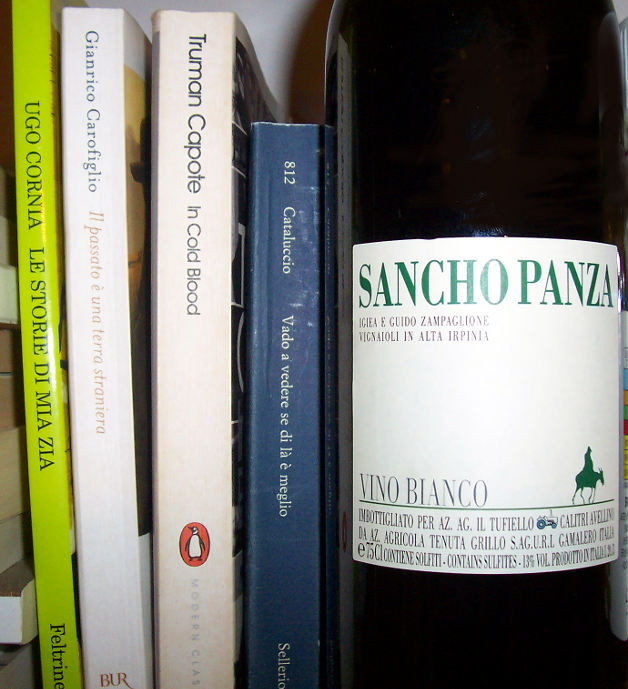 UGO CORNIA LE STORIE DI MIA ZIA
Feltrine
Gianrico Carofiglio Il passato è una terra straniera
BUR
Truman Capote In Cold Blood
MODERN CLAS
812 Cataluccio Vado a vedere se di là è meglio
Sellerio
SANCHO PANZA
IGIEA E GUIDO ZAMPAGLIONE
VIGNAIOLI IN ALTA IRPINIA
VINO BIANCO
IMBOTTIGLIATO PER AZ. AG. IL TUFIELLO CALITRI AVELLINO
DA AZ. AGRICOLA TENUTA GRILLO S.AG.U.R.L GAMALERO ITALIA
e 75Cl CONTIENE SOLFITI - CONTAINS SULFITES - 13% VOL. PRODOTTO IN ITALIA